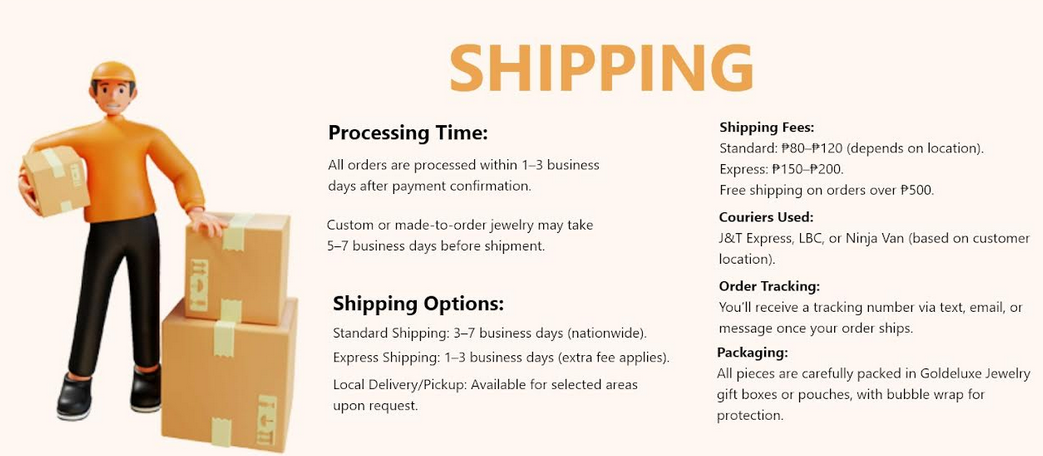 SHIPPING
Processing Time:
All orders are processed within 1–3 business
days after payment confirmation.
Custom or made-to-order jewelry may take
5–7 business days before shipment.
Shipping Options:
Standard Shipping: 3–7 business days (nationwide).
Express Shipping: 1–3 business days (extra fee applies).
Local Delivery/Pickup: Available for selected areas
upon request.
Shipping Fees:
Standard: ₱80–₱120 (depends on location).
Express: ₱150–₱200.
Free shipping on orders over ₱500.
Couriers Used:
J&T Express, LBC, or Ninja Van (based on customer
location).
Order Tracking:
You'll receive a tracking number via text, email, or
message once your order ships.
Packaging:
All pieces are carefully packed in Goldeluxe Jewelry
gift boxes or pouches, with bubble wrap for
protection.